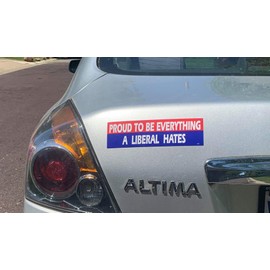 PROUD TO BE EVERYTHING
A LIBERAL HATES
ALTIMA